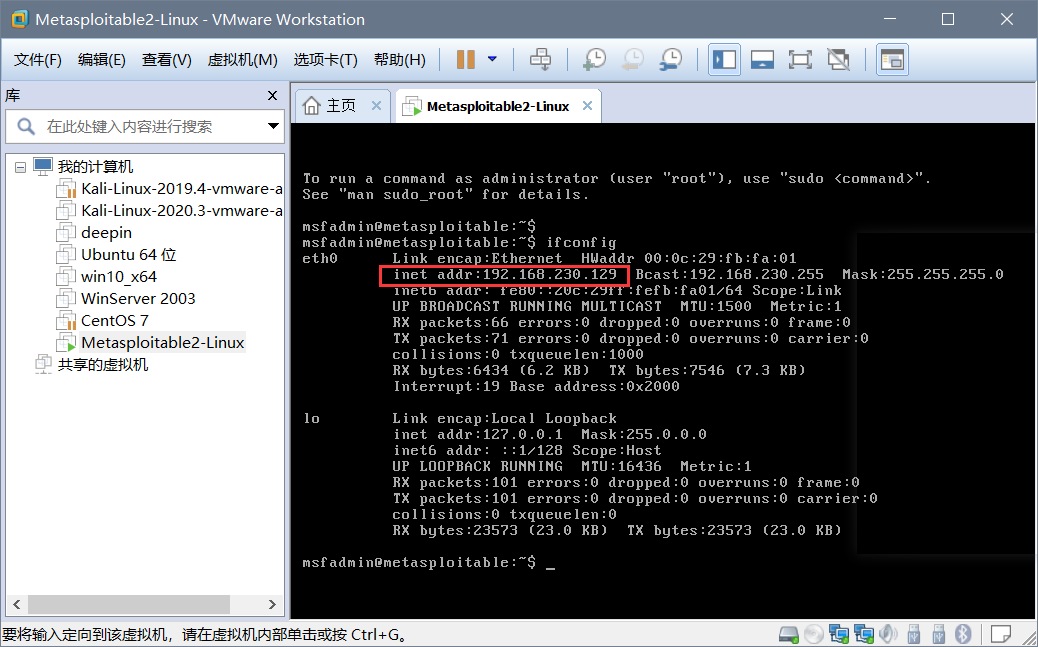 Metasploitable2-Linux - VMware Workstation
文件(F) 编辑(E) 查看(V) 虚拟机(M) 选项卡(T) 帮助(H)
库
在此处键入内容进行搜索
我的计算机
Kali-Linux-2019.4-vmware-a
Kali-Linux-2020.3-vmware-a
deepin
Ubuntu 64 位
win10_x64
WinServer 2003
CentOS 7
Metasploitable2-Linux
共享的虚拟机
主页
Metasploitable2-Linux
To run a command as administrator (user "root"), use "sudo <command>".
See "man sudo_root" for details.
msfadmin@metasploitable:~$
msfadmin@metasploitable:~$ ifconfig
eth0 Link encap:Ethernet HWaddr 00:0c:29:fb:fa:01
inet addr:192.168.230.129 Bcast:192.168.230.255 Mask:255.255.255.0
inet6 addr: fe80::20c:29ff:fefb:fa01/64 Scope:Link
UP BROADCAST RUNNING MULTICAST MTU:1500 Metric:1
RX packets:66 errors:0 dropped:0 overruns:0 frame:0
TX packets:71 errors:0 dropped:0 overruns:0 carrier:0
collisions:0 txqueuelen:1000
RX bytes:6434 (6.2 KB) TX bytes:7546 (7.3 KB)
Interrupt:19 Base address:0x2000
lo Link encap:Local Loopback
inet addr:127.0.0.1 Mask:255.0.0.0
inet6 addr: ::1/128 Scope:Host
UP LOOPBACK RUNNING MTU:16436 Metric:1
RX packets:101 errors:0 dropped:0 overruns:0 frame:0
TX packets:101 errors:0 dropped:0 overruns:0 carrier:0
collisions:0 txqueuelen:0
RX bytes:23573 (23.0 KB) TX bytes:23573 (23.0 KB)
msfadmin@metasploitable:~$ _
要将输入定向到该虚拟机，请在虚拟机内部单击或按 Ctrl+G。